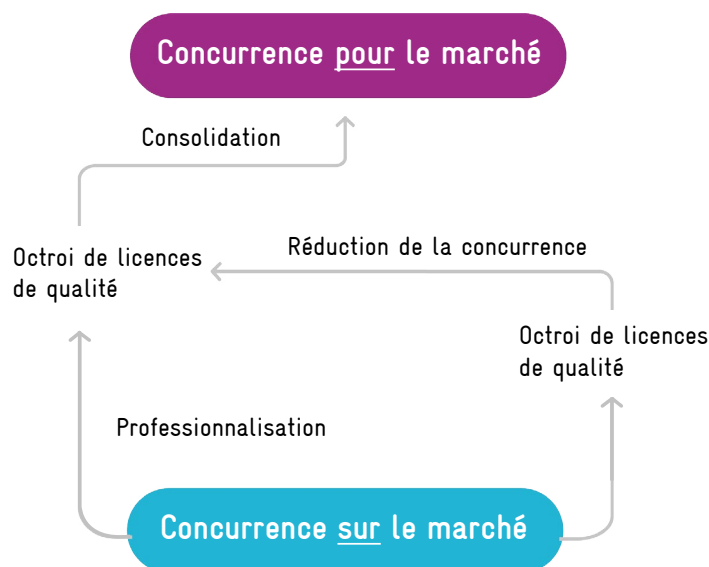 Concurrence pour le marché
Consolidation
Octroi de licences
de qualité
Réduction de la concurrence
Octroi de licences
de qualité
Professionnalisation
Concurrence sur le marché